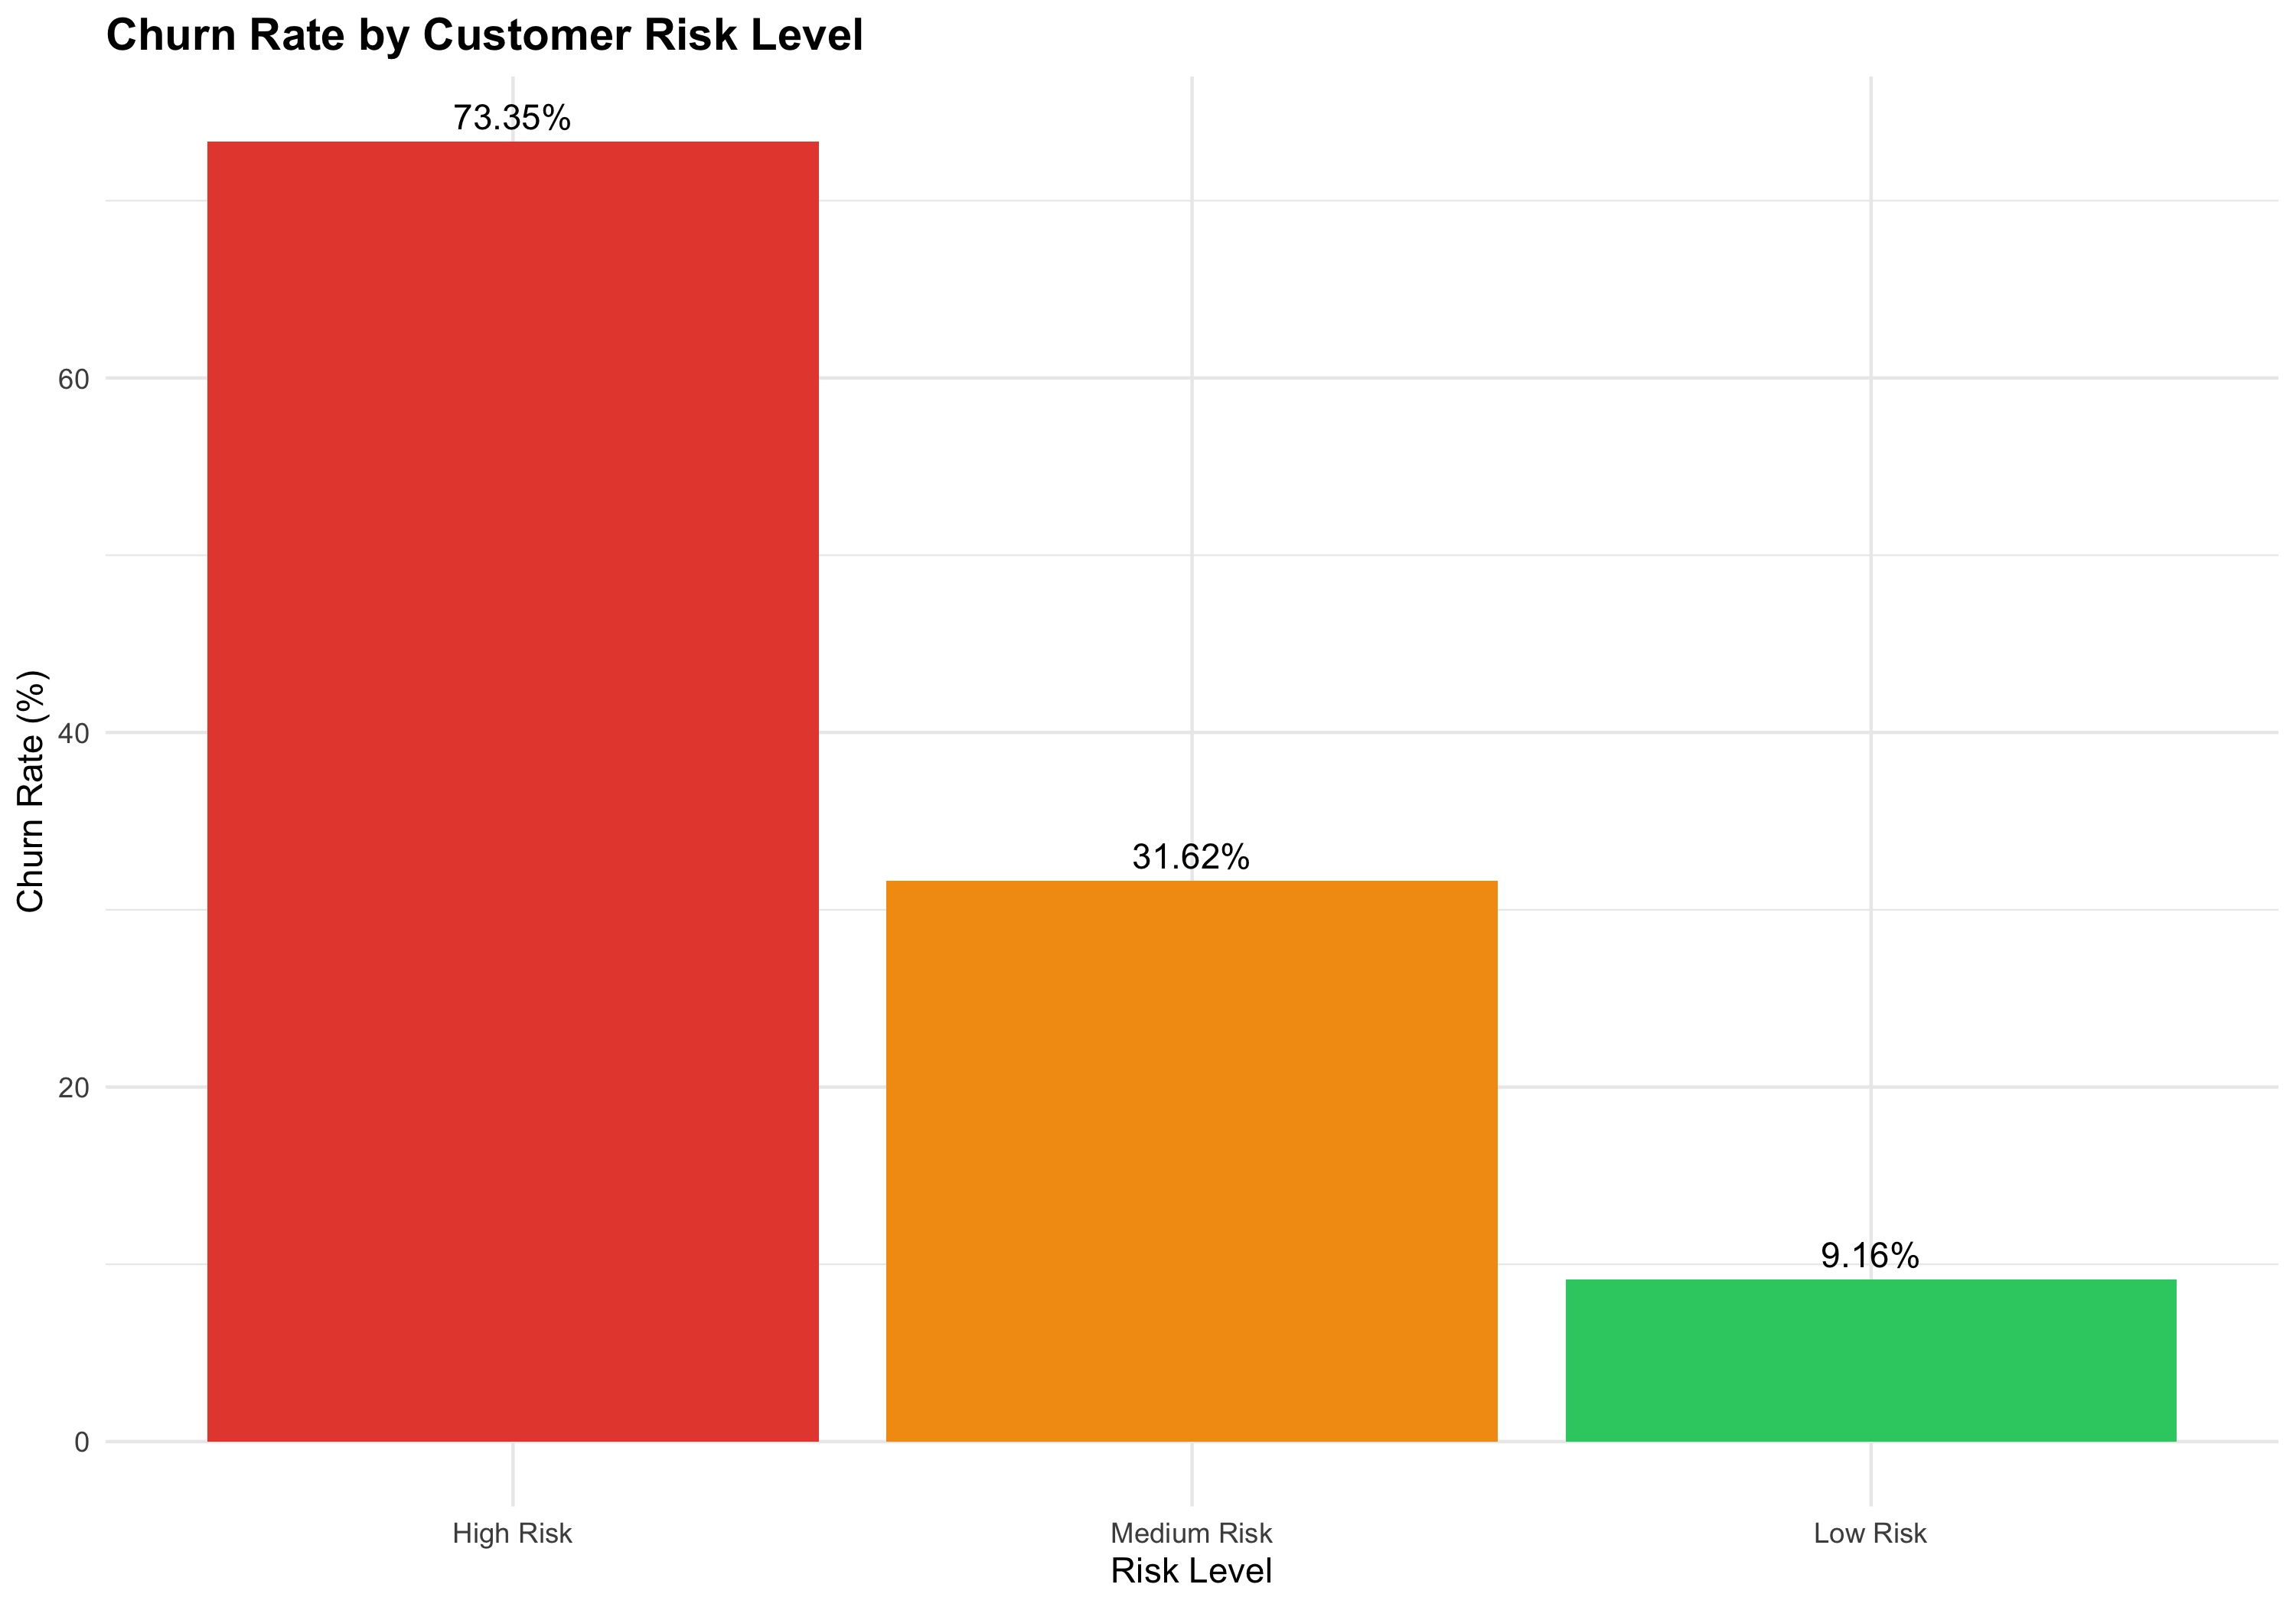 Churn Rate by Customer Risk Level
73.35%
60
Churn Rate (%)
40
31.62%
20
9.16%
0
High Risk Medium Risk Low Risk
Risk Level